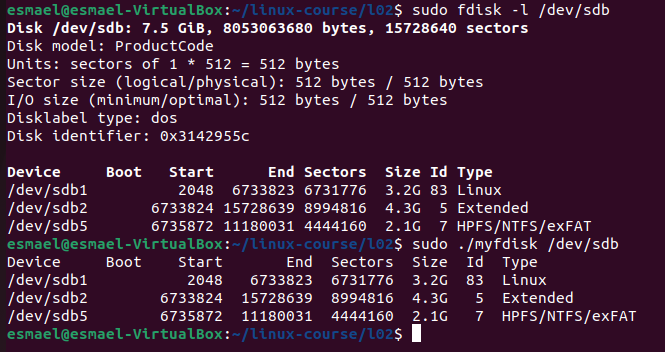 esmael@esmael-VirtualBox:~/linux-course/l02$ sudo fdisk -l /dev/sdb
Disk /dev/sdb: 7.5 GiB, 8053063680 bytes, 15728640 sectors
Disk model: ProductCode
Units: sectors of 1 * 512 = 512 bytes
Sector size (logical/physical): 512 bytes / 512 bytes
I/O size (minimum/optimal): 512 bytes / 512 bytes
Disklabel type: dos
Disk identifier: 0x3142955c
Device     Boot   Start      End Sectors  Size Id Type
/dev/sdb1          2048  6733823 6731776  3.2G 83 Linux
/dev/sdb2       6733824 15728639 8994816  4.3G  5 Extended
/dev/sdb5       6735872 11180031 4444160  2.1G  7 HPFS/NTFS/exFAT
esmael@esmael-VirtualBox:~/linux-course/l02$ sudo ./myfdisk /dev/sdb
Device     Boot    Start      End  Sectors  Size  Id  Type
/dev/sdb1           2048  6733823  6731776  3.2G  83  Linux
/dev/sdb2        6733824 15728639  8994816  4.3G   5  Extended
/dev/sdb5        6735872 11180031  4444160  2.1G   7  HPFS/NTFS/exFAT
esmael@esmael-VirtualBox:~/linux-course/l02$